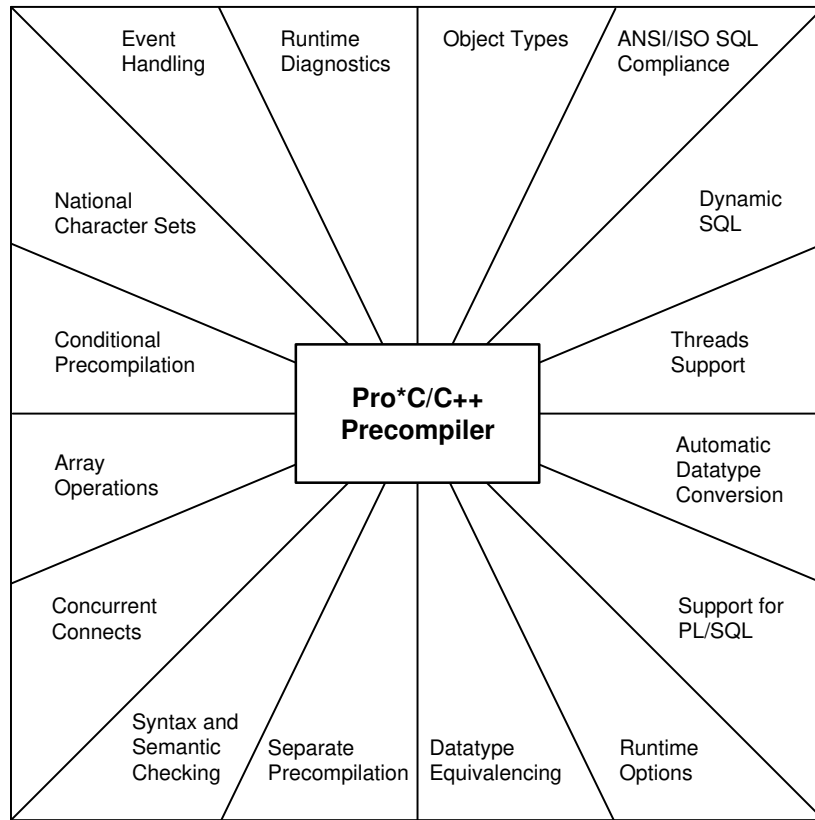 Event
Handling
Runtime
Diagnostics
Object Types
ANSI/ISO SQL
Compliance
National
Character Sets
Dynamic
SQL
Conditional
Precompilation
Threads
Support
Pro*C/C++
Precompiler
Array
Operations
Automatic
Datatype
Conversion
Concurrent
Connects
Support for
PL/SQL
Syntax and
Semantic
Checking
Separate
Precompilation
Datatype
Equivalencing
Runtime
Options